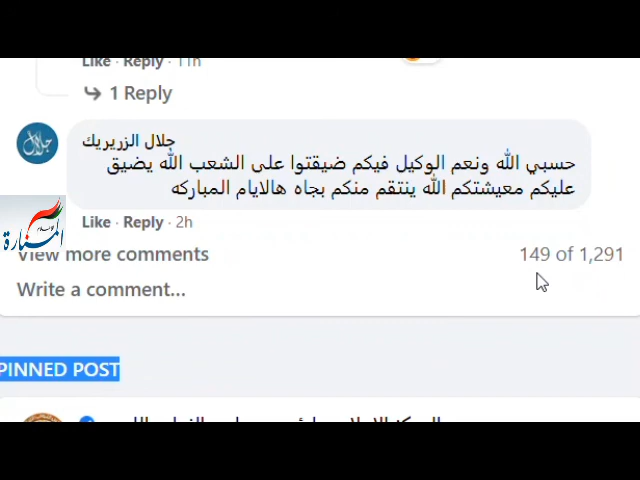 Like · Reply · 11h
1 Reply
جلال الزريريك
حسبي الله ونعم الوكيل فيكم ضيقتوا على الشعب الله يضيق
عليكم معيشتكم الله ينتقم منكم بجاه هالايام المباركه
Like · Reply · 2h
المنارة
View more comments
149 of 1,291
Write a comment...
PINNED POST